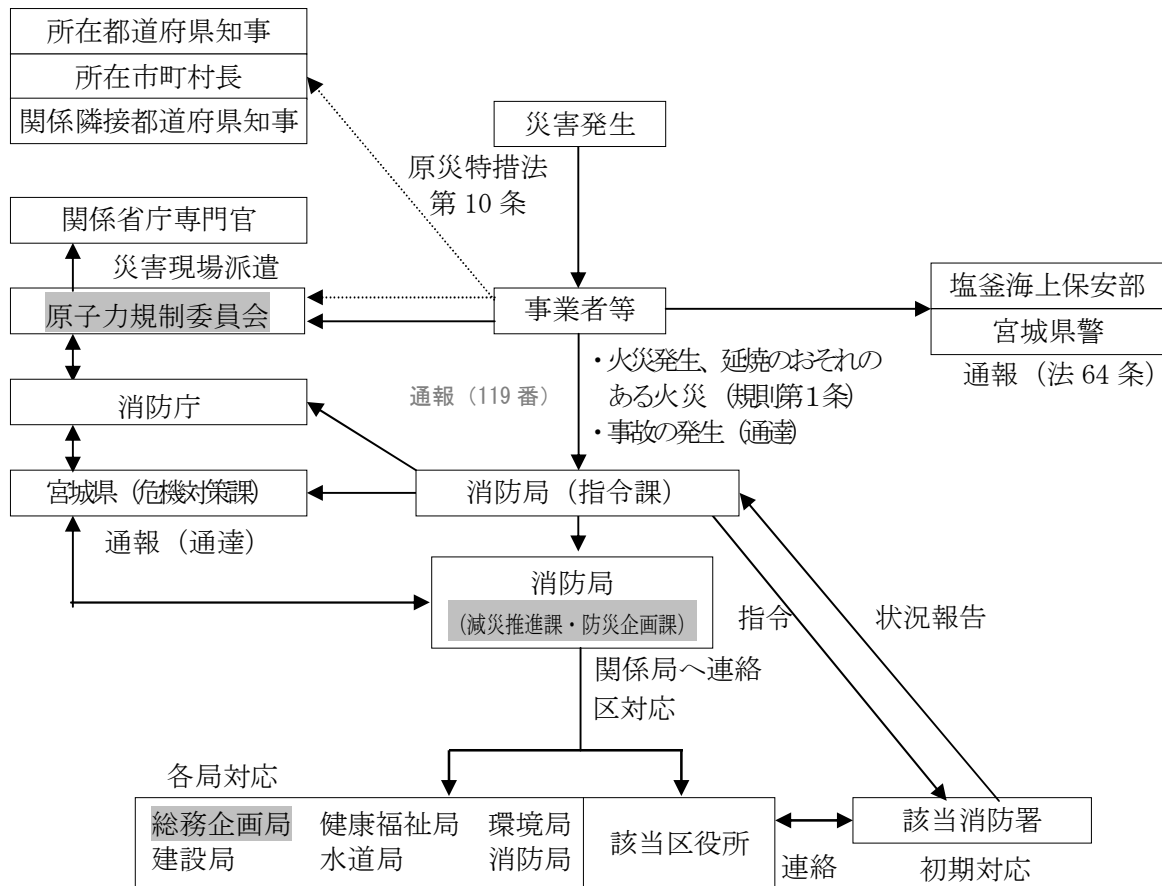 所在都道府県知事
所在市町村長
関係隣接都道府県知事
災害発生
原災特措法
第10条
関係省庁専門官
災害現場派遣
原子力規制委員会
事業者等
塩釜海上保安部
宮城県警
通報（法64条）
・火災発生、延焼のおそれの
ある火災（規則第1条）
・事故の発生（通達）
通報（119番）
消防庁
宮城県（危機対策課）
消防局（指令課）
通報（通達）
消防局
（減災推進課・防災企画課）
指令
状況報告
関係局へ連絡
区対応
各局対応
総務企画局 健康福祉局 環境局
建設局 水道局 消防局
該当区役所
連絡
該当消防署
初期対応